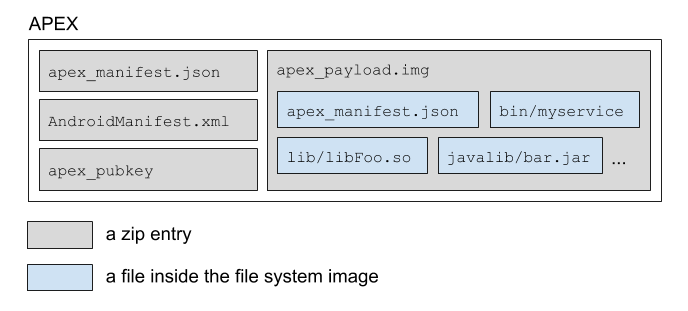 APEX
apex_manifest.json
AndroidManifest.xml
apex_pubkey
apex_payload.img
apex_manifest.json
bin/myservice
lib/libFoo.so
javalib/bar.jar
...
a zip entry
a file inside the file system image